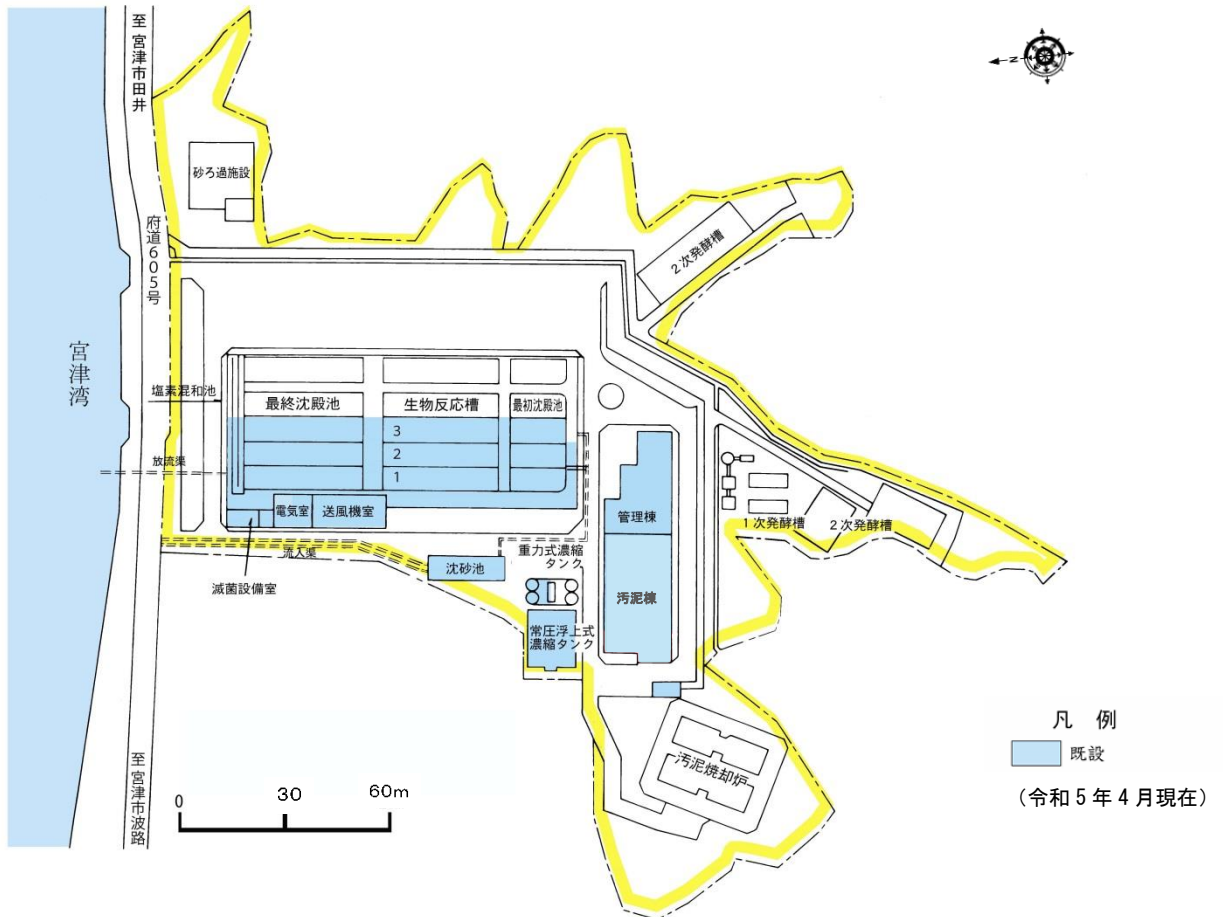 至 宮津市田井
N
砂ろ過施設
府道605号
2次発酵槽
宮津湾
塩素混和池
最終沈殿池
生物反応槽
最初沈殿池
3
2
1
放流渠
電気室
送風機室
管理棟
1次発酵槽
2次発酵槽
流入渠
重力式濃縮
タンク
沈砂池
滅菌設備室
汚泥棟
常圧浮上式
濃縮タンク
汚泥焼却炉
至 宮津市波路
0
30
60m
凡 例
既設
(令和5年4月現在)